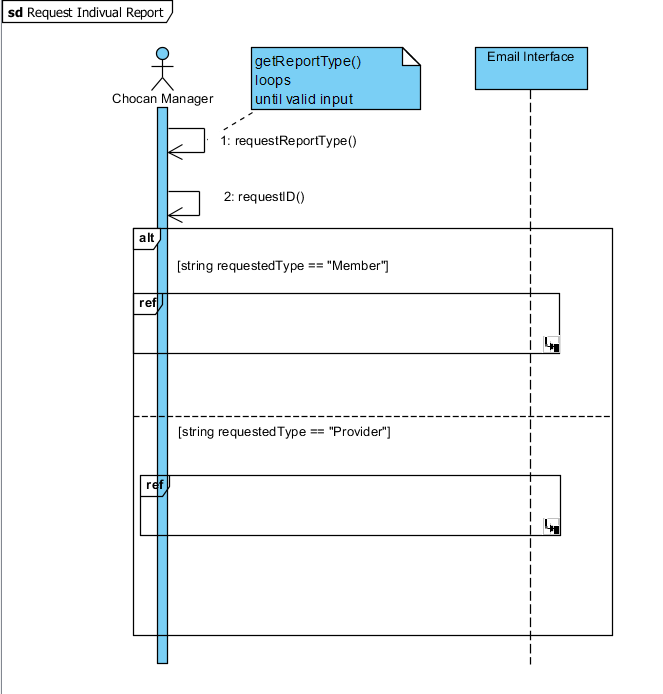 sd Request Indivual Report
getReportType()
loops
until valid input
Email Interface
Chocan Manager
1: requestReportType()
2: requestID()
alt
[string requestedType == "Member"]
ref
[string requestedType == "Provider"]
ref